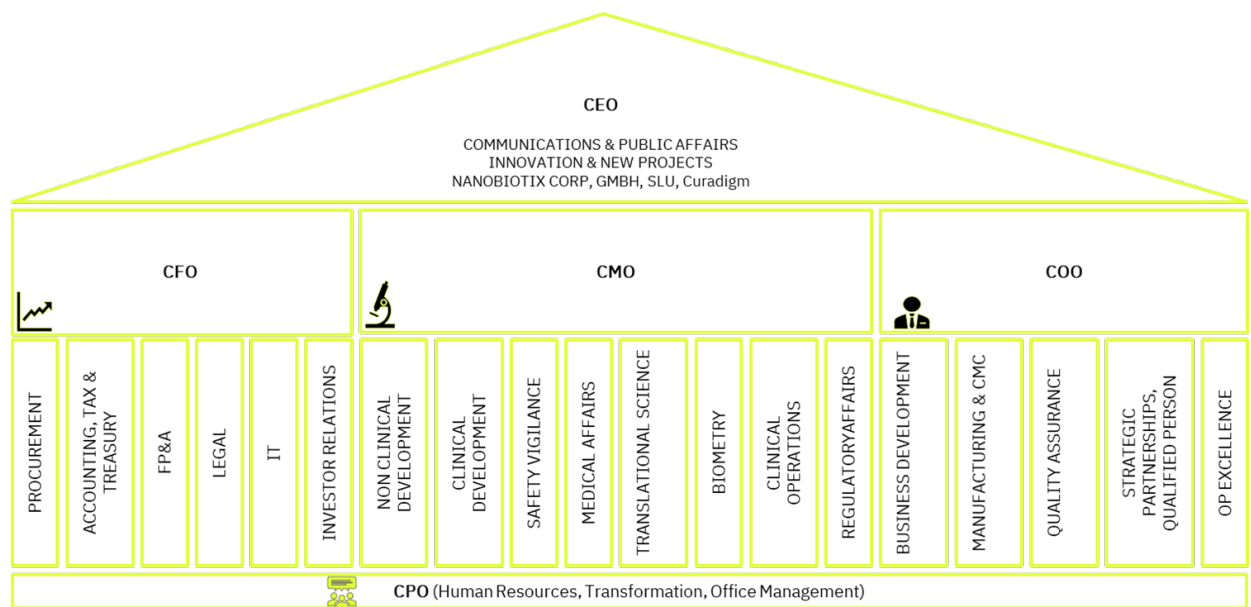 CEO
COMMUNICATIONS & PUBLIC AFFAIRS
INNOVATION & NEW PROJECTS
NANOBIOTIX CORP, GMBH, SLU, Curadigm
CFO
CMO
COO
PROCUREMENT
ACCOUNTING, TAX &
TREASURY
FP&A
LEGAL
IT
INVESTOR RELATIONS
NON CLINICAL
DEVELOPMENT
CLINICAL
DEVELOPMENT
SAFETY VIGILANCE
MEDICAL AFFAIRS
TRANSLATIONAL SCIENCE
BIOMETRY
CLINICAL
OPERATIONS
REGULATORYAFFAIRS
BUSINESS DEVELOPMENT
MANUFACTURING & CMC
QUALITY ASSURANCE
STRATEGIC
PARTNERSHIPS,
QUALIFIED PERSON
OP EXCELLENCE
CPO (Human Resources, Transformation, Office Management)